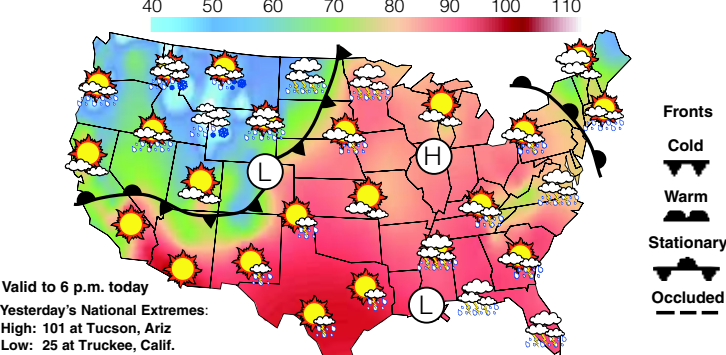 40 50 60 70 80 90 100 110
Fronts
Cold
Warm
Stationary
Occluded
L
H
L
Valid to 6 p.m. today
Yesterday's National Extremes:
High: 101 at Tucson, Ariz
Low: 25 at Truckee, Calif.